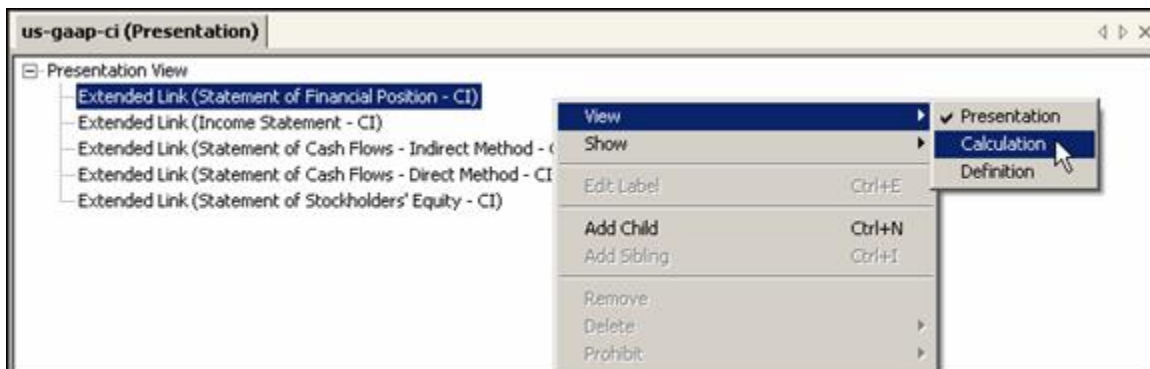 us-gaap-ci (Presentation)
Presentation View
Extended Link (Statement of Financial Position - CI)
Extended Link (Income Statement - CI)
Extended Link (Statement of Cash Flows - Indirect Method -
Extended Link (Statement of Cash Flows - Direct Method - CI
Extended Link (Statement of Stockholders' Equity - CI)
View
Show
Edit Label Ctrl+E
Add Child Ctrl+N
Add Sibling Ctrl+I
Remove
Delete
Prohibit
Presentation
Calculation
Definition